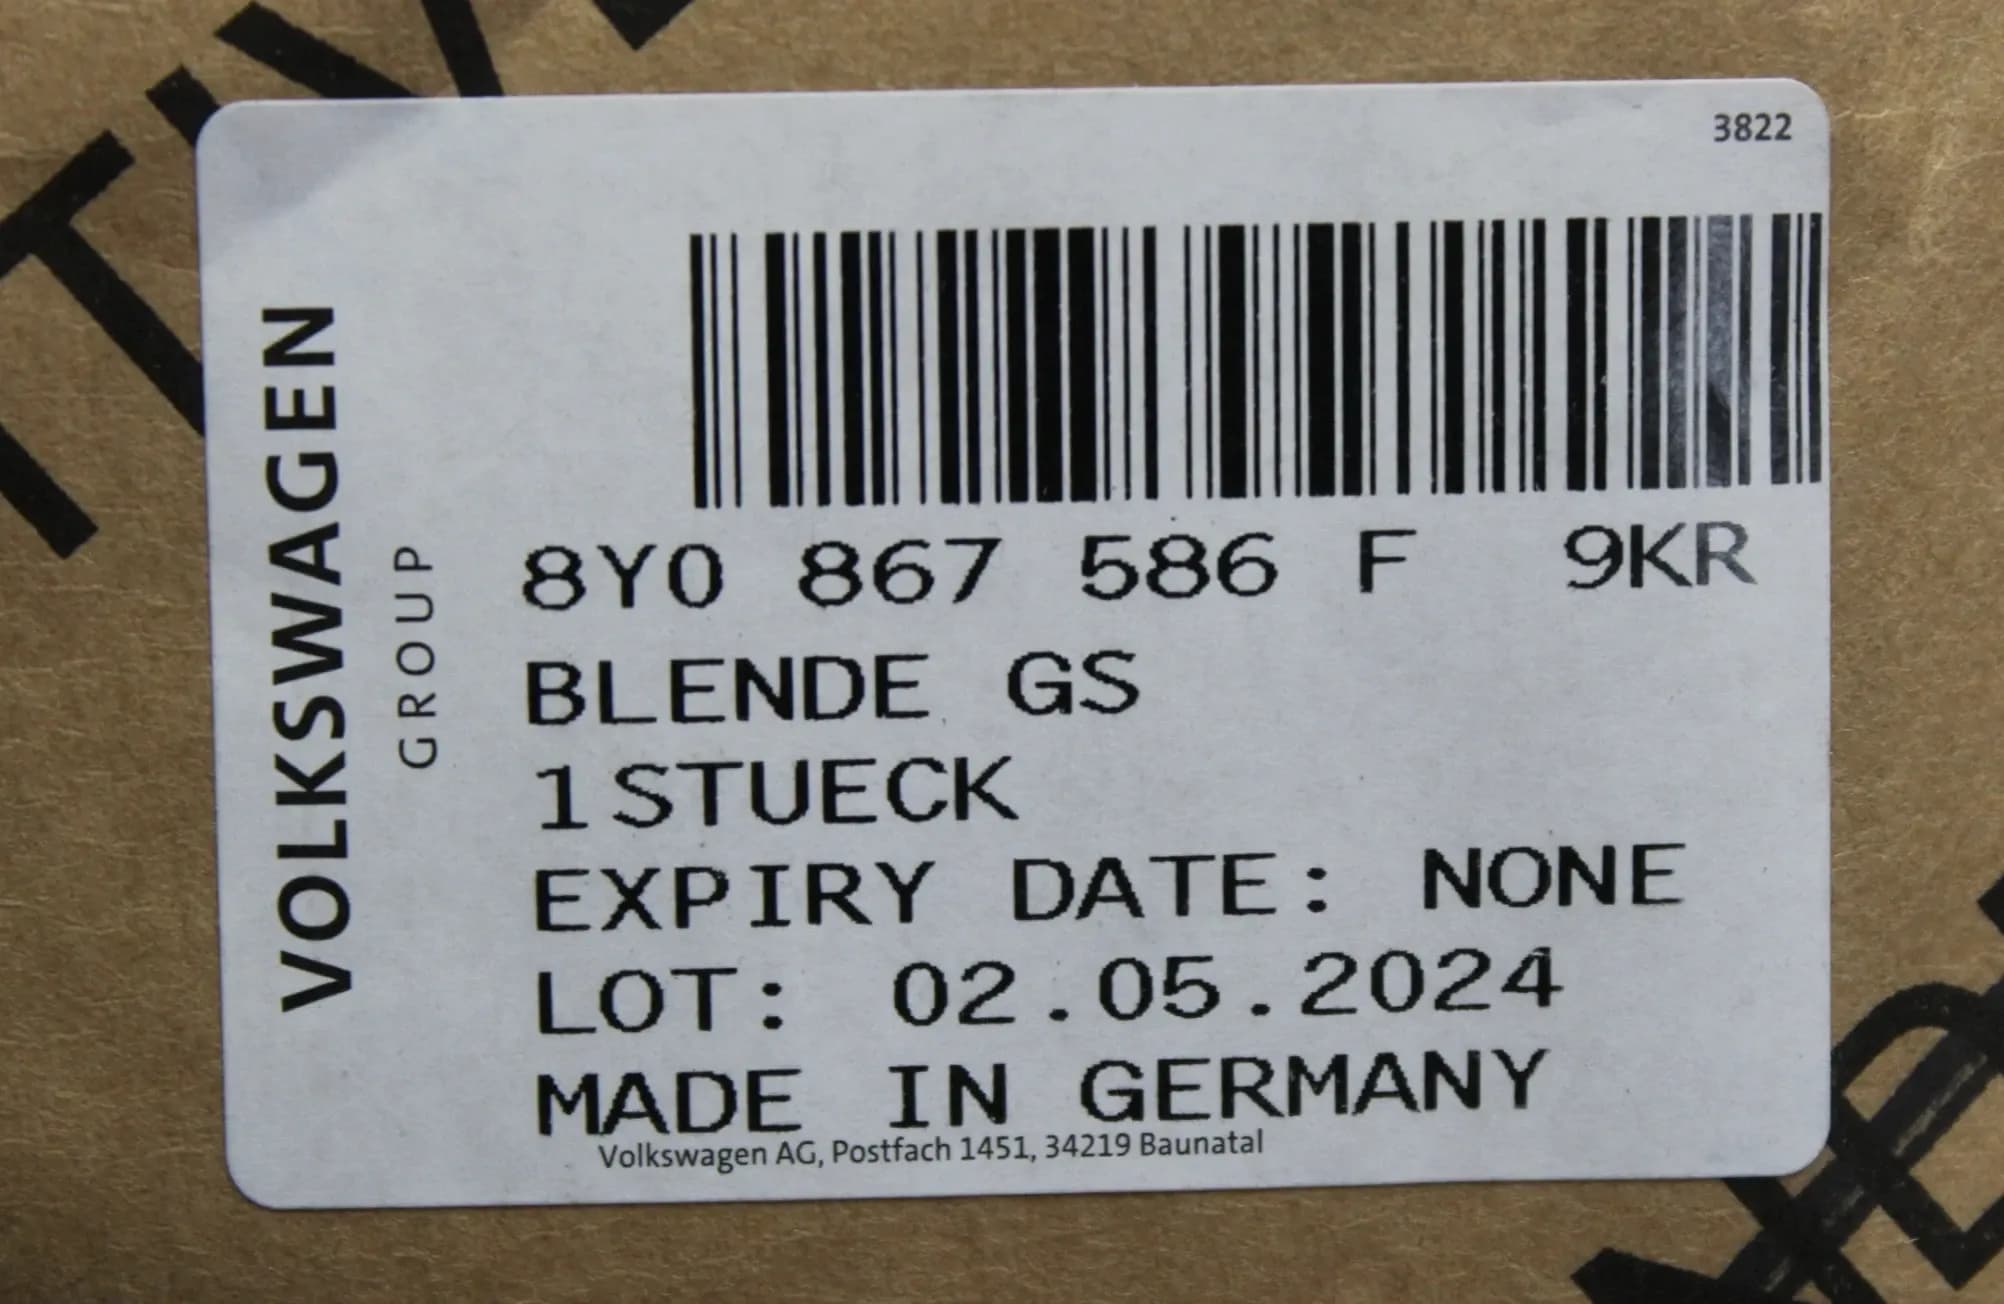 3822
VOLKSWAGEN
GROUP
8Y0 867 586 F 9KR
BLENDE GS
1STUECK
EXPIRY DATE: NONE
LOT: 02.05.2024
MADE IN GERMANY
Volkswagen AG, Postfach 1451, 34219 Baunatal